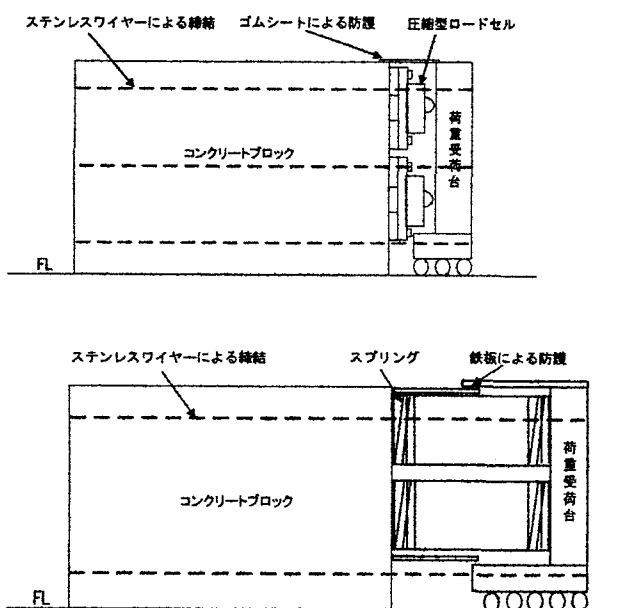 ステンレスワイヤーによる締結 ゴムシートによる防護 圧縮型ロードセル
コンクリートブロック
荷重受荷台
FL
ステンレスワイヤーによる締結 スプリング 鉄板による防護
コンクリートブロック
荷重受荷台
FL